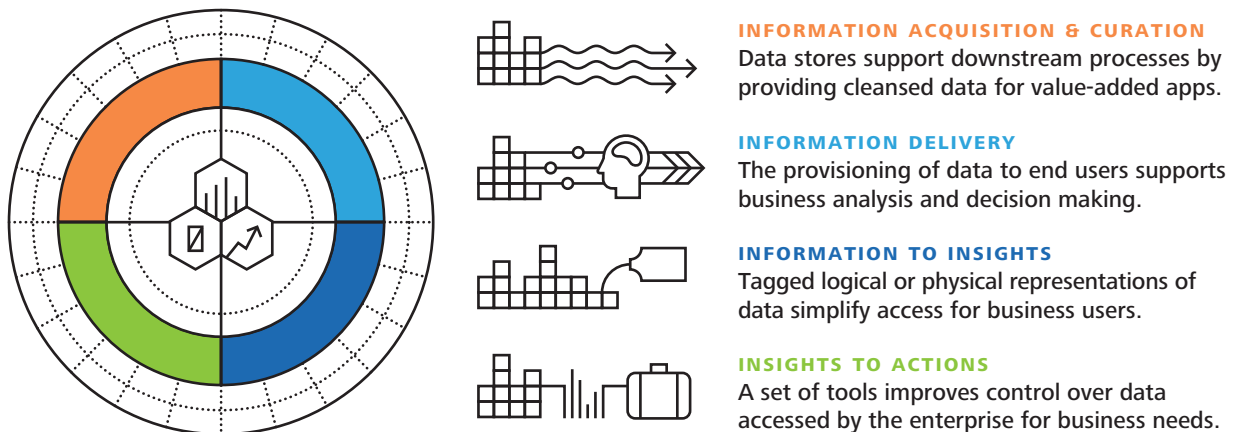 INFORMATION ACQUISITION & CURATION
Data stores support downstream processes by
providing cleansed data for value-added apps.
INFORMATION DELIVERY
The provisioning of data to end users supports
business analysis and decision making.
INFORMATION TO INSIGHTS
Tagged logical or physical representations of
data simplify access for business users.
INSIGHTS TO ACTIONS
A set of tools improves control over data
accessed by the enterprise for business needs.